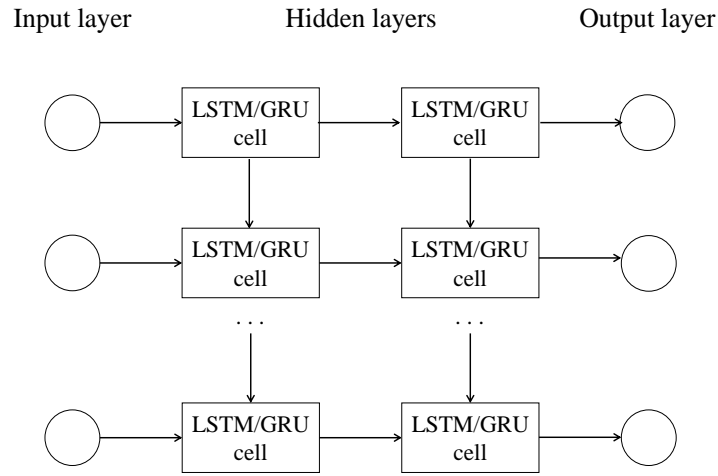 Input layer
Hidden layers
Output layer
LSTM/GRU
cell
LSTM/GRU
cell
LSTM/GRU
cell
LSTM/GRU
cell
. . .
. . .
LSTM/GRU
cell
LSTM/GRU
cell